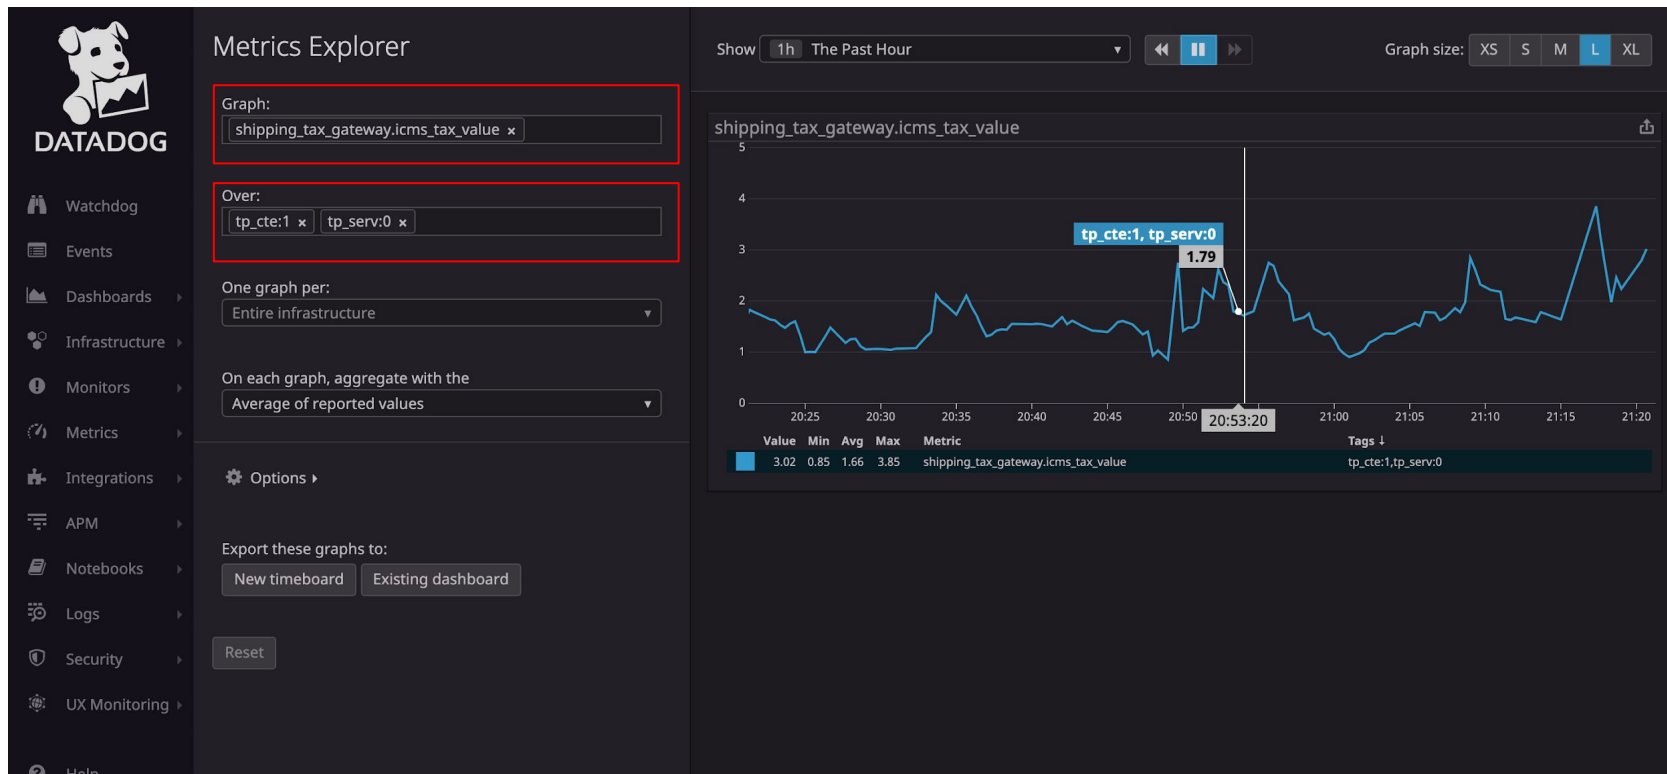 DATADOG
Watchdog
Events
Dashboards
Infrastructure
Monitors
Metrics
Integrations
APM
Notebooks
Logs
Security
UX Monitoring
Help
Metrics Explorer
Graph:
shipping_tax_gateway.icms_tax_value ×
Over:
tp_cte:1 × tp_serv:0 ×
One graph per:
Entire infrastructure
On each graph, aggregate with the
Average of reported values
Options
Export these graphs to:
New timeboard Existing dashboard
Reset
Show 1h The Past Hour
Graph size: XS S M L XL
shipping_tax_gateway.icms_tax_value
5
4
3
2
1
0
tp_cte:1, tp_serv:0
1.79
20:25 20:30 20:35 20:40 20:45 20:50 20:53:20 21:00 21:05 21:10 21:15 21:20
Value Min Avg Max Metric Tags ↓
3.02 0.85 1.66 3.85 shipping_tax_gateway.icms_tax_value tp_cte:1,tp_serv:0